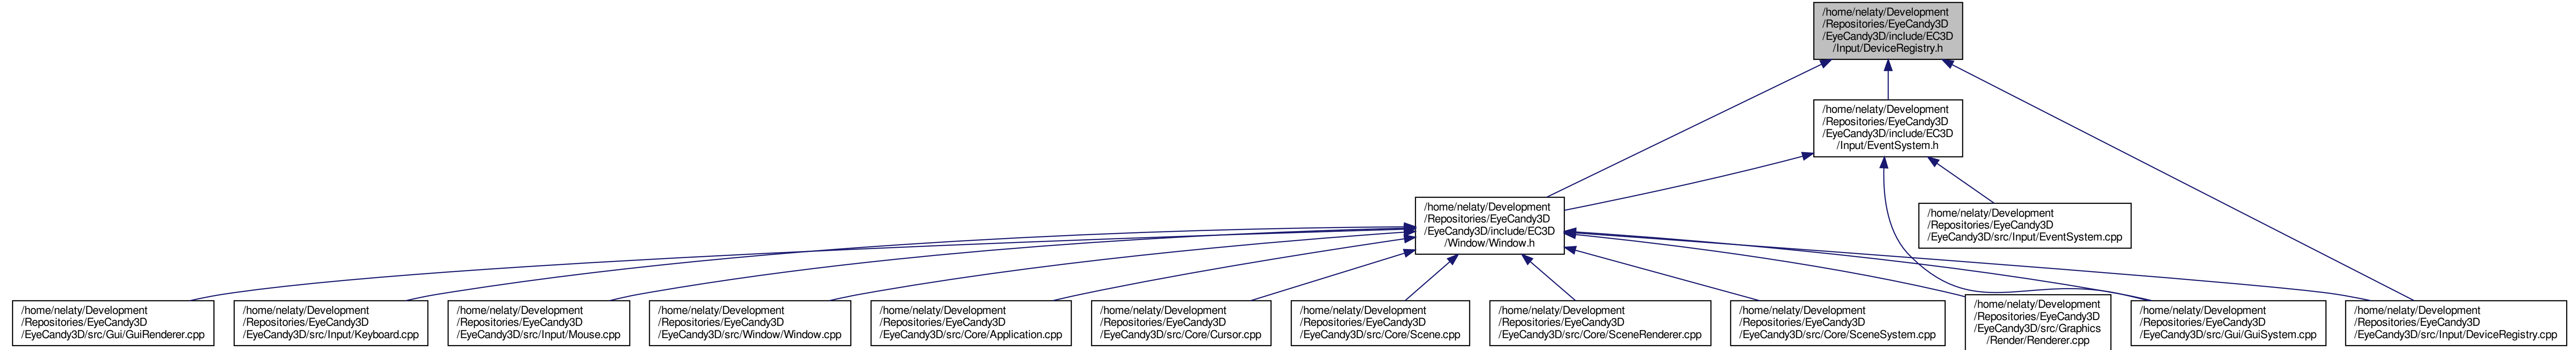 /home/nelaty/Development
/Repositories/EyeCandy3D
/EyeCandy3D/include/EC3D
/Input/DeviceRegistry.h
/home/nelaty/Development
/Repositories/EyeCandy3D
/EyeCandy3D/include/EC3D
/Input/EventSystem.h
/home/nelaty/Development
/Repositories/EyeCandy3D
/EyeCandy3D/include/EC3D
/Window/Window.h
/home/nelaty/Development
/Repositories/EyeCandy3D
/EyeCandy3D/src/Input/EventSystem.cpp
/home/nelaty/Development
/Repositories/EyeCandy3D
/EyeCandy3D/src/Gui/GuiRenderer.cpp
/home/nelaty/Development
/Repositories/EyeCandy3D
/EyeCandy3D/src/Input/Keyboard.cpp
/home/nelaty/Development
/Repositories/EyeCandy3D
/EyeCandy3D/src/Input/Mouse.cpp
/home/nelaty/Development
/Repositories/EyeCandy3D
/EyeCandy3D/src/Window/Window.cpp
/home/nelaty/Development
/Repositories/EyeCandy3D
/EyeCandy3D/src/Core/Application.cpp
/home/nelaty/Development
/Repositories/EyeCandy3D
/EyeCandy3D/src/Core/Cursor.cpp
/home/nelaty/Development
/Repositories/EyeCandy3D
/EyeCandy3D/src/Core/Scene.cpp
/home/nelaty/Development
/Repositories/EyeCandy3D
/EyeCandy3D/src/Core/SceneRenderer.cpp
/home/nelaty/Development
/Repositories/EyeCandy3D
/EyeCandy3D/src/Core/SceneSystem.cpp
/home/nelaty/Development
/Repositories/EyeCandy3D
/EyeCandy3D/src/Graphics
/Render/Renderer.cpp
/home/nelaty/Development
/Repositories/EyeCandy3D
/EyeCandy3D/src/Gui/GuiSystem.cpp
/home/nelaty/Development
/Repositories/EyeCandy3D
/EyeCandy3D/src/Input/DeviceRegistry.cpp